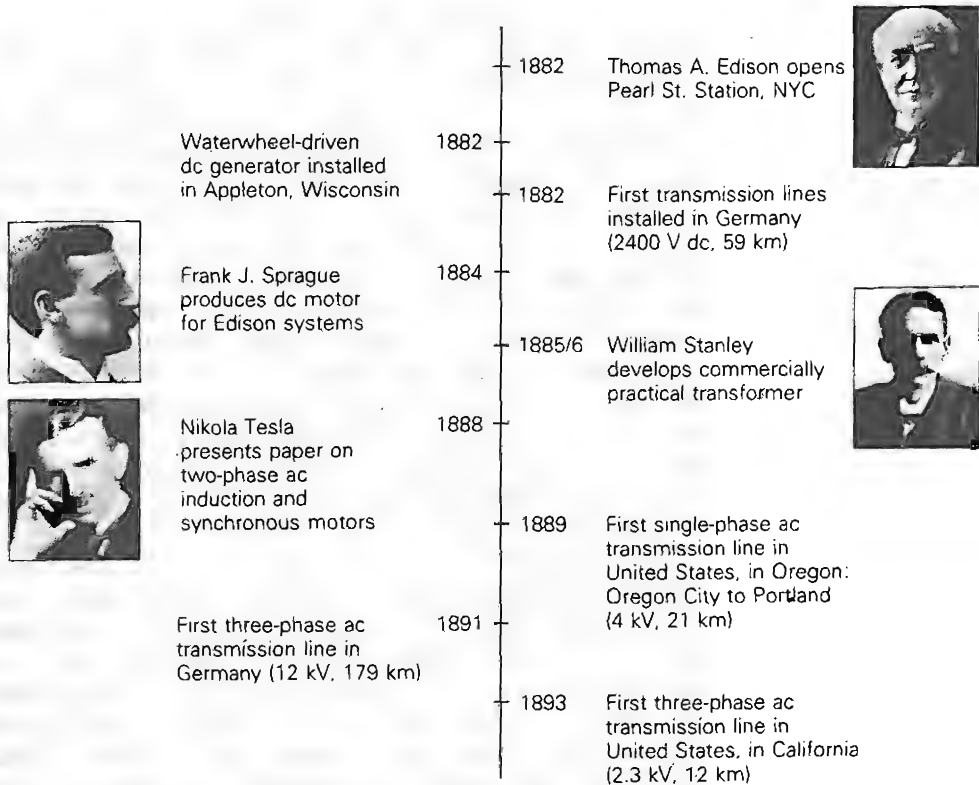 1882
Thomas A. Edison opens
Pearl St. Station, NYC
Waterwheel-driven
dc generator installed
in Appleton, Wisconsin
1882
1882
First transmission lines
installed in Germany
(2400 V dc, 59 km)
Frank J. Sprague
produces dc motor
for Edison systems
1884
1885/6
William Stanley
develops commercially
practical transformer
Nikola Tesla
presents paper on
two-phase ac
induction and
synchronous motors
1888
1889
First single-phase ac
transmission line in
United States, in Oregon:
Oregon City to Portland
(4 kV, 21 km)
First three-phase ac
transmission line in
Germany (12 kV, 179 km)
1891
1893
First three-phase ac
transmission line in
United States, in California
(2.3 kV, 12 km)